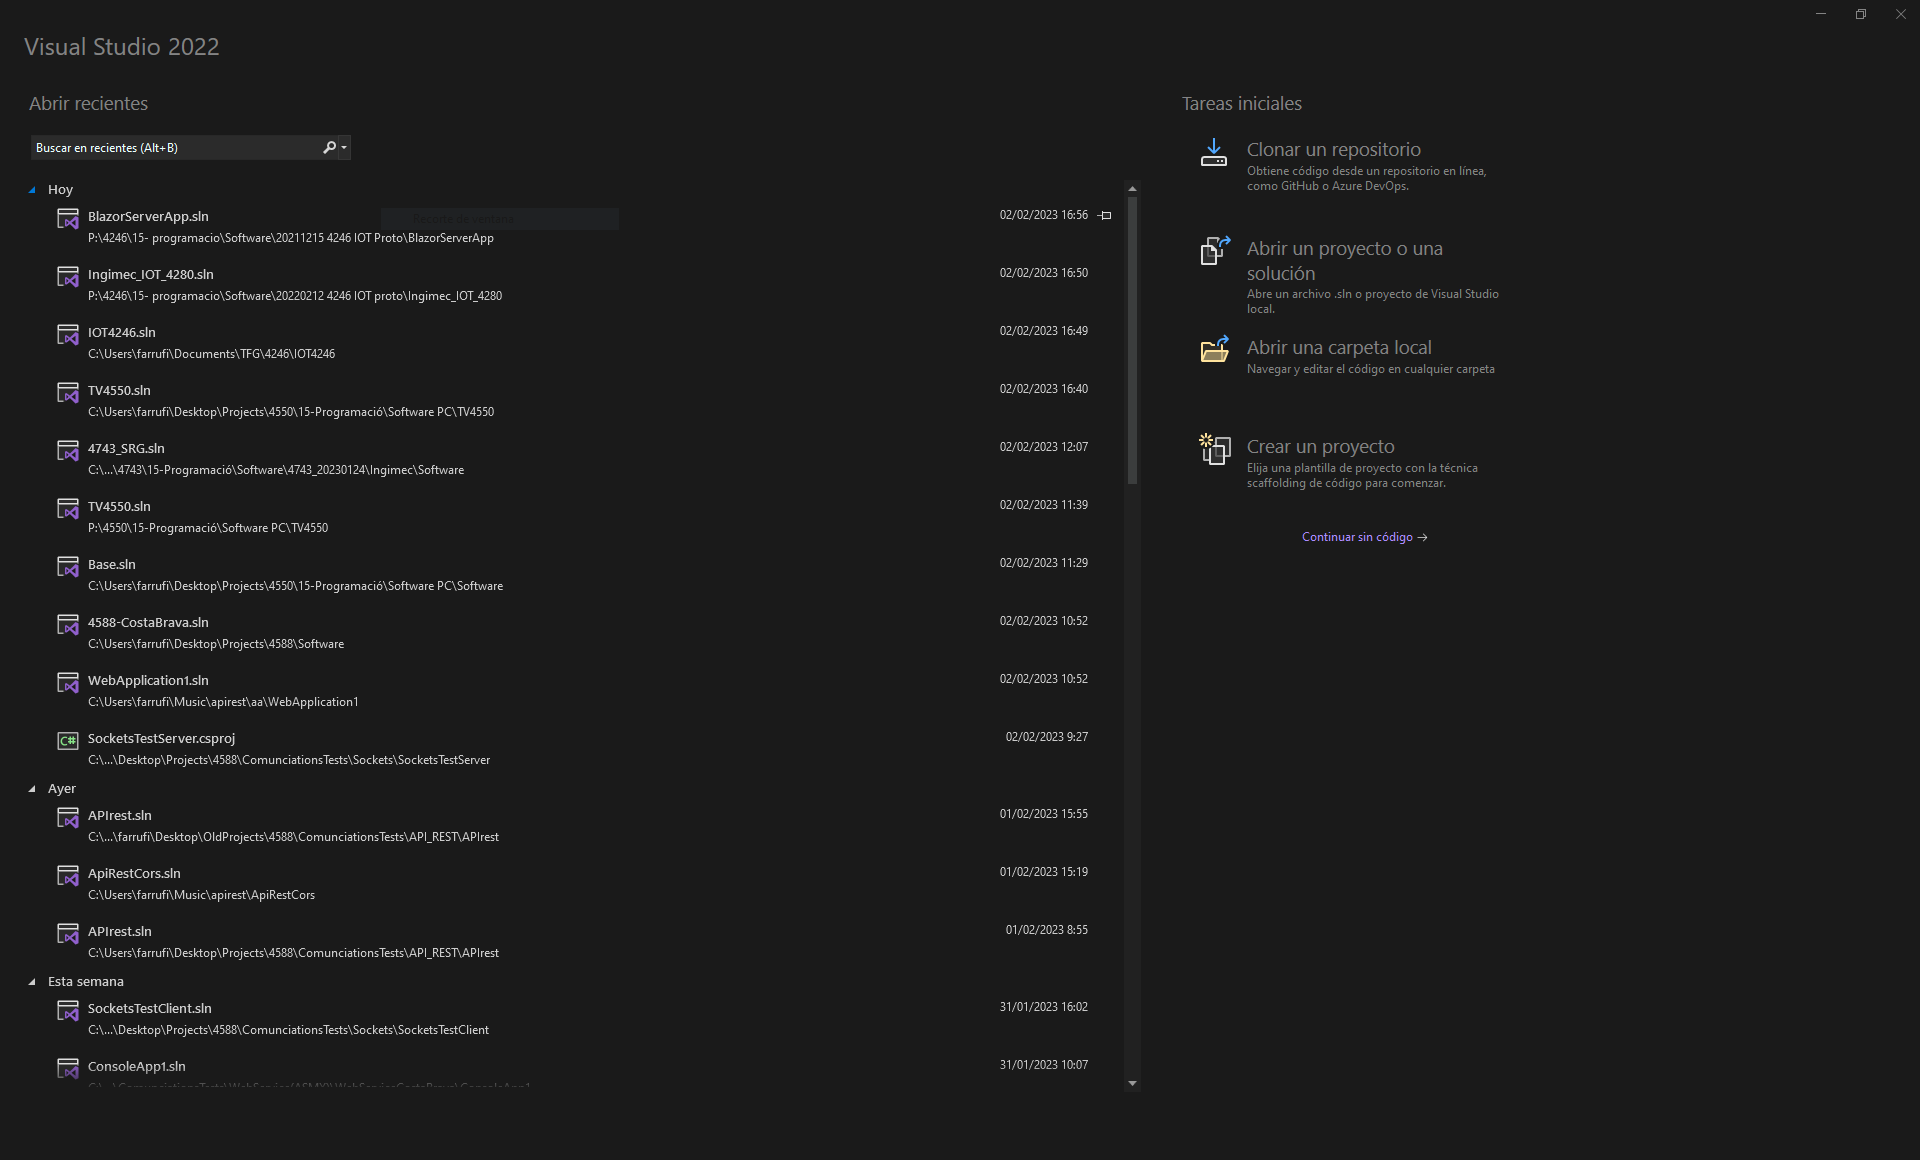 Visual Studio 2022
Abrir recientes
Buscar en recientes (Alt+B)
Hoy
BlazorServerApp.sln
02/02/2023 16:56
P:\4246\15- programacio\Software\20211215 4246 IOT Proto\BlazorServerApp
Ingimec_IOT_4280.sln
02/02/2023 16:50
P:\4246\15- programacio\Software\20220212 4246 IOT proto\Ingimec_IOT_4280
IOT4246.sln
02/02/2023 16:49
C:\Users\farrufi\Documents\TFG\4246\IOT4246
TV4550.sln
02/02/2023 16:40
C:\Users\farrufi\Desktop\Projects\4550\15-Programació\Software PC\TV4550
4743_SRG.sln
02/02/2023 12:07
C:\...\4743\15-Programació\Software\4743_20230124\Ingimec\Software
TV4550.sln
02/02/2023 11:39
P:\4550\15-Programació\Software PC\TV4550
Base.sln
02/02/2023 11:29
C:\Users\farrufi\Desktop\Projects\4550\15-Programació\Software PC\Software
4588-CostaBrava.sln
02/02/2023 10:52
C:\Users\farrufi\Desktop\Projects\4588\Software
WebApplication1.sln
02/02/2023 10:52
C:\Users\farrufi\Music\apirest\aa\WebApplication1
C#
SocketsTestServer.csproj
02/02/2023 9:27
C:\...\Desktop\Projects\4588\ComunciationsTests\Sockets\SocketsTestServer
Ayer
APIrest.sln
01/02/2023 15:55
C:\...\farrufi\Desktop\OldProjects\4588\ComunciationsTests\API_REST\APIrest
ApiRestCors.sln
01/02/2023 15:19
C:\Users\farrufi\Music\apirest\ApiRestCors
APIrest.sln
01/02/2023 8:55
C:\Users\farrufi\Desktop\Projects\4588\ComunciationsTests\API_REST\APIrest
Esta semana
SocketsTestClient.sln
31/01/2023 16:02
C:\...\Desktop\Projects\4588\ComunciationsTests\Sockets\SocketsTestClient
ConsoleApp1.sln
31/01/2023 10:07
Tareas iniciales
Clonar un repositorio
Obtiene código desde un repositorio en línea,
como GitHub o Azure DevOps.
Abrir un proyecto o una
solución
Abre un archivo .sln o proyecto de Visual Studio
local.
Abrir una carpeta local
Navegar y editar el código en cualquier carpeta
Crear un proyecto
Elija una plantilla de proyecto con la técnica
scaffolding de código para comenzar.
Continuar sin código →